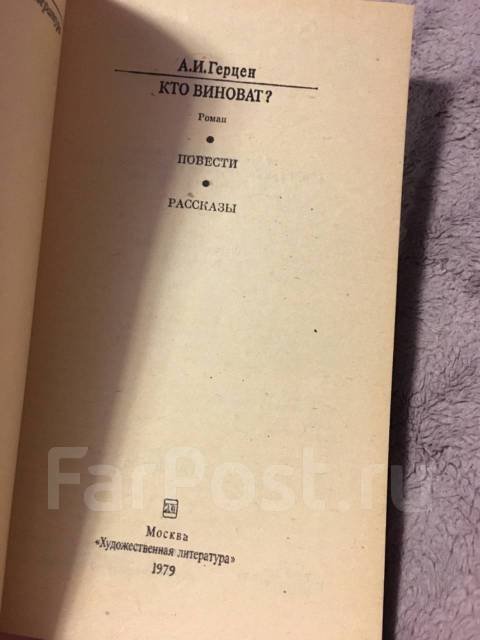 А.И.Герцен
КТО ВИНОВАТ?
Роман
ПОВЕСТИ
РАССКАЗЫ
FarPost.ru
Москва
«Художественная литература»
1979